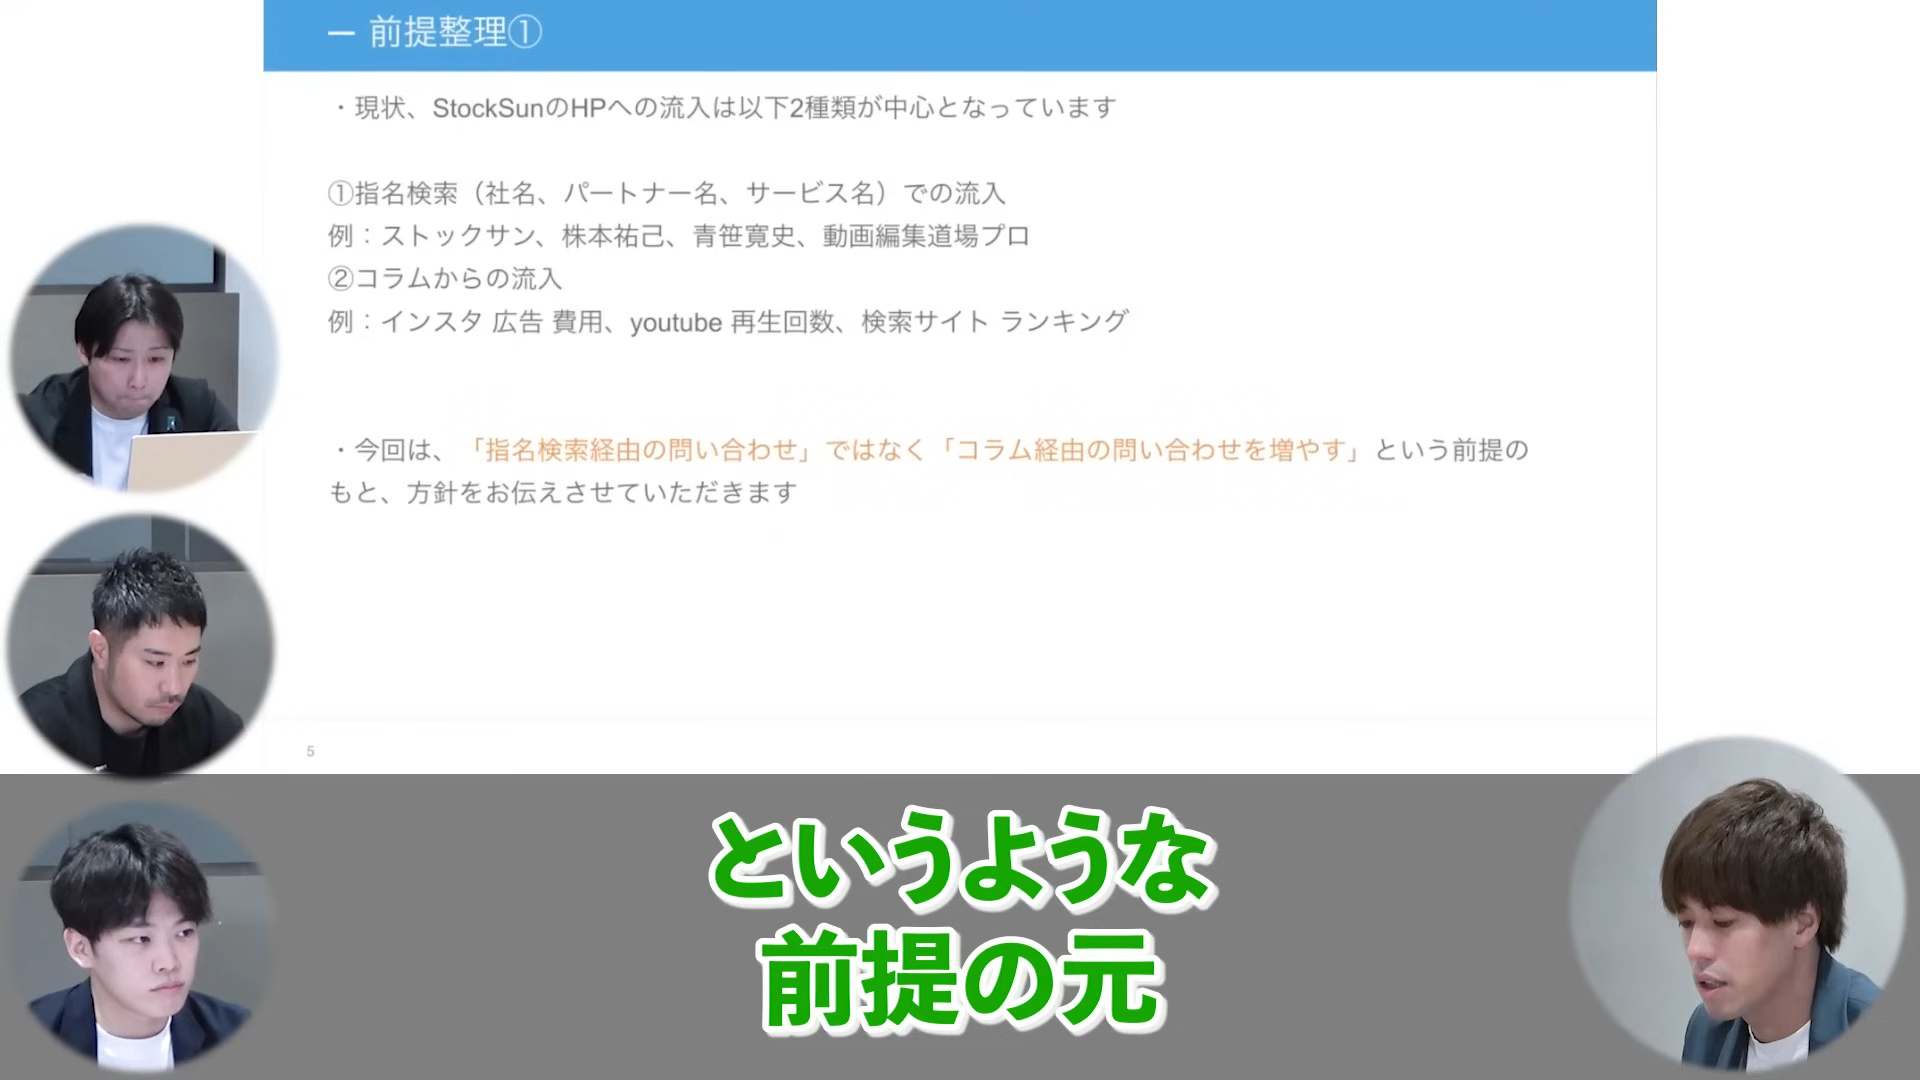 ー 前提整理①
・現状、StockSunのHPへの流入は以下2種類が中心となっています
①指名検索（社名、パートナー名、サービス名）での流入
例：ストックサン、株本祐己、青笹寛史、動画編集道場プロ
②コラムからの流入
例：インスタ 広告 費用、youtube 再生回数、検索サイト ランキング
・今回は、「指名検索経由の問い合わせ」ではなく「コラム経由の問い合わせを増やす」という前提の
もと、方針をお伝えさせていただきます
5
というような
前提の元